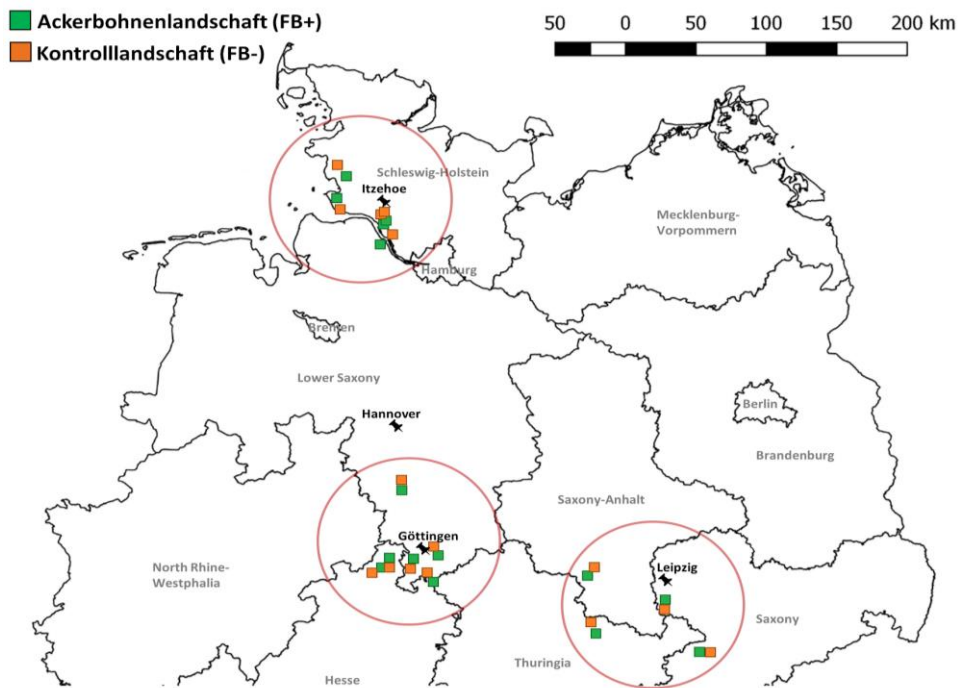 Ackerbohnenlandschaft (FB+)
Kontrolllandschaft (FB-)
50 0 50 100 150 200 km
Schleswig-Holstein
Itzehoe
Mecklenburg-
Vorpommern
Hamburg
Bremen
Lower Saxony
Hannover
Berlin
Brandenburg
Saxony-Anhalt
Göttingen
North Rhine-
Westphalia
Leipzig
Saxony
Thuringia
Hesse